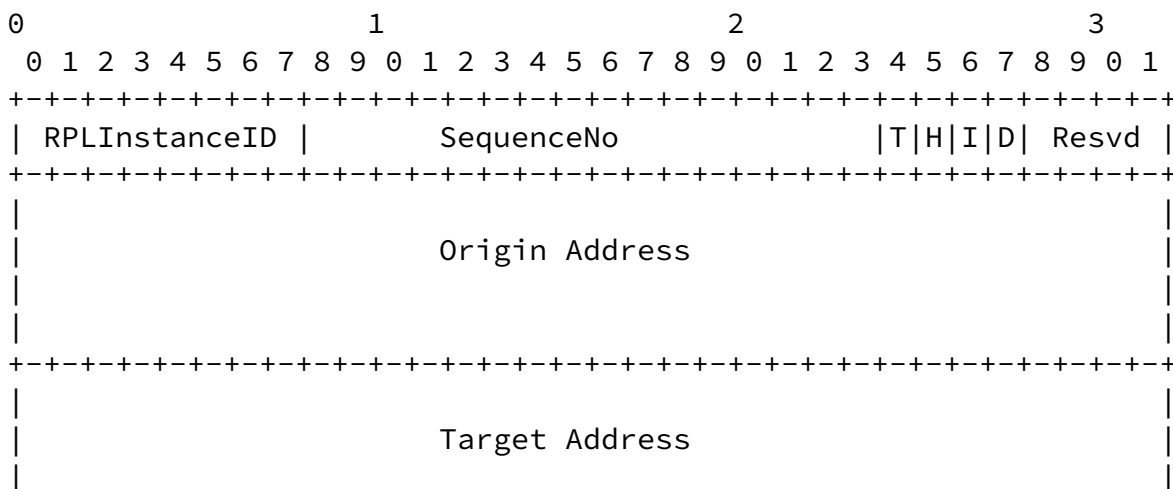 0                   1                   2                   3
 0 1 2 3 4 5 6 7 8 9 0 1 2 3 4 5 6 7 8 9 0 1 2 3 4 5 6 7 8 9 0 1
+-+-+-+-+-+-+-+-+-+-+-+-+-+-+-+-+-+-+-+-+-+-+-+-+-+-+-+-+-+-+-+-+
| RPLInstanceID |       SequenceNo              |T|H|I|D| Resvd |
+-+-+-+-+-+-+-+-+-+-+-+-+-+-+-+-+-+-+-+-+-+-+-+-+-+-+-+-+-+-+-+-+
|                                                               |
|                       Origin Address                          |
|                                                               |
|                                                               |
+-+-+-+-+-+-+-+-+-+-+-+-+-+-+-+-+-+-+-+-+-+-+-+-+-+-+-+-+-+-+-+-+
|                                                               |
|                       Target Address                          |
|                                                               |